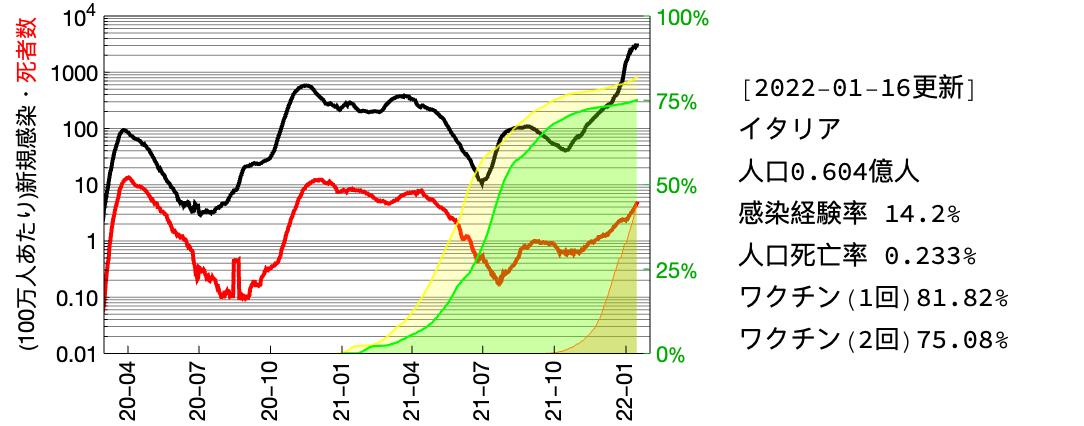 (100万人あたり)新規感染・死者数
10^4
1000
100
10
1
0.10
0.01
100%
75%
50%
25%
0%
20-04
20-07
20-10
21-01
21-04
21-07
21-10
22-01
[2022-01-16更新]
イタリア
人口0.604億人
感染経験率 14.2%
人口死亡率 0.233%
ワクチン(1回)81.82%
ワクチン(2回)75.08%